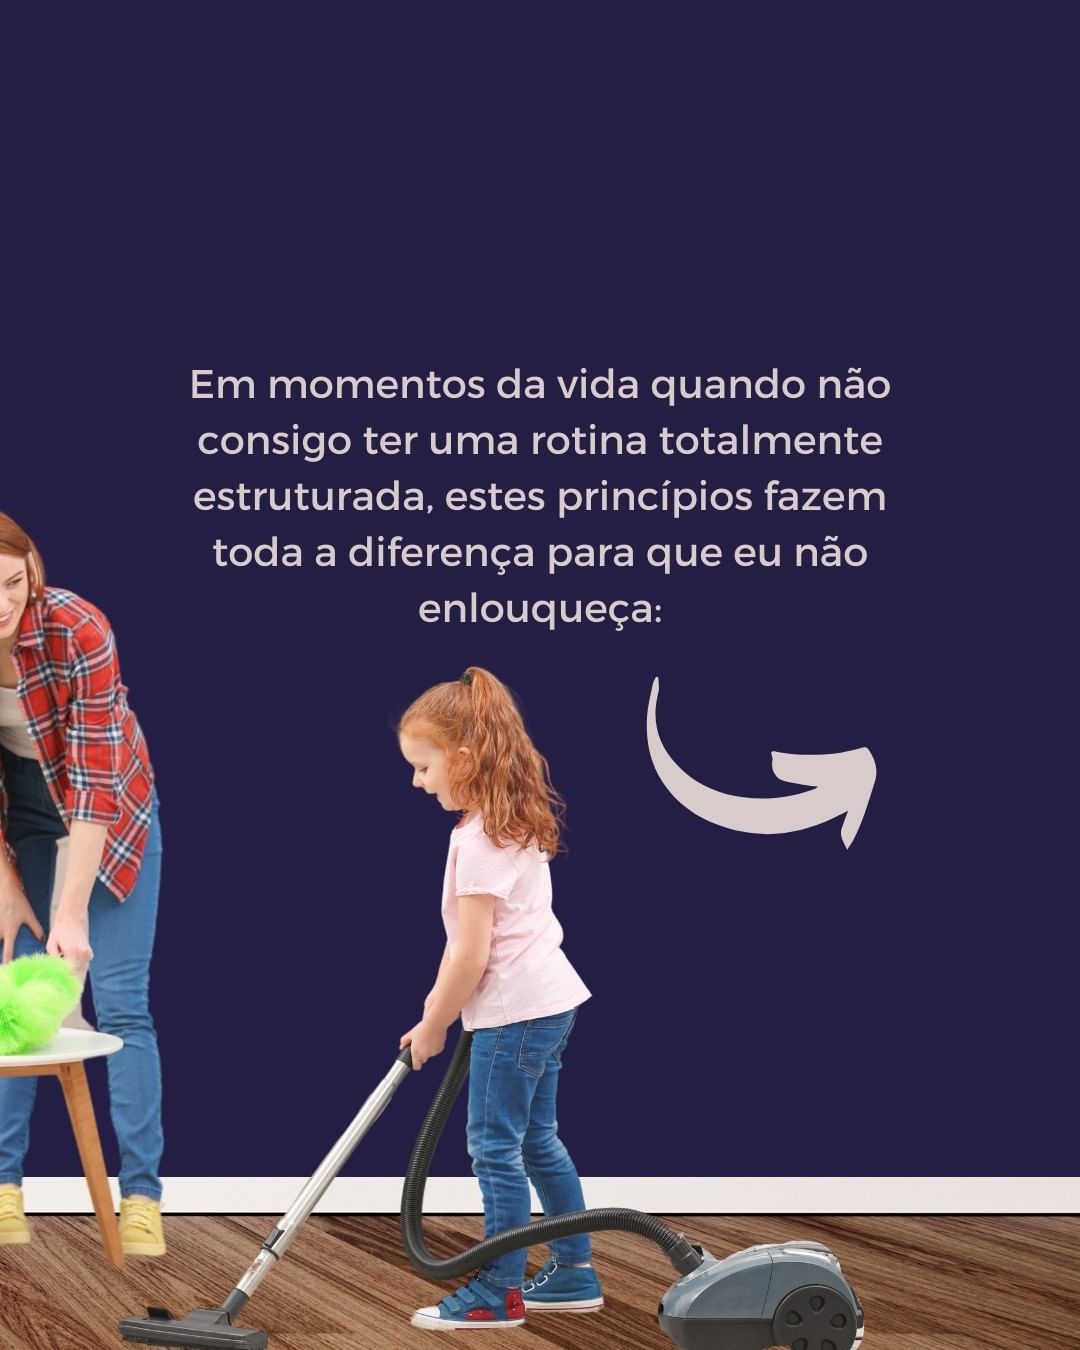 Em momentos da vida quando não
consigo ter uma rotina totalmente
estruturada, estes princípios fazem
toda a diferença para que eu não
enlouqueça: